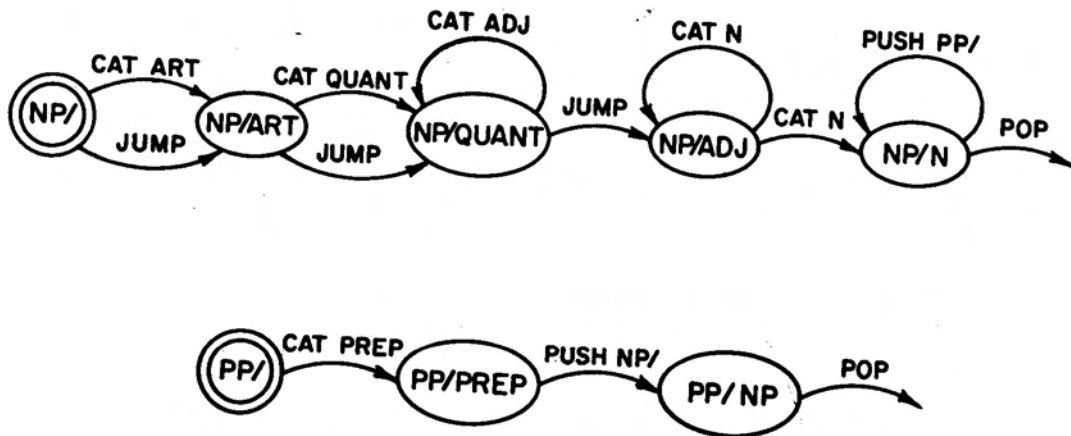 CAT ADJ
CAT N
PUSH PP/
CAT ART
CAT QUANT
NP/
NP/ART
NP/QUANT
JUMP
NP/ADJ
CAT N
NP/N
POP
JUMP
JUMP
CAT PREP
PUSH NP/
POP
PP/
PP/PREP
PP/NP